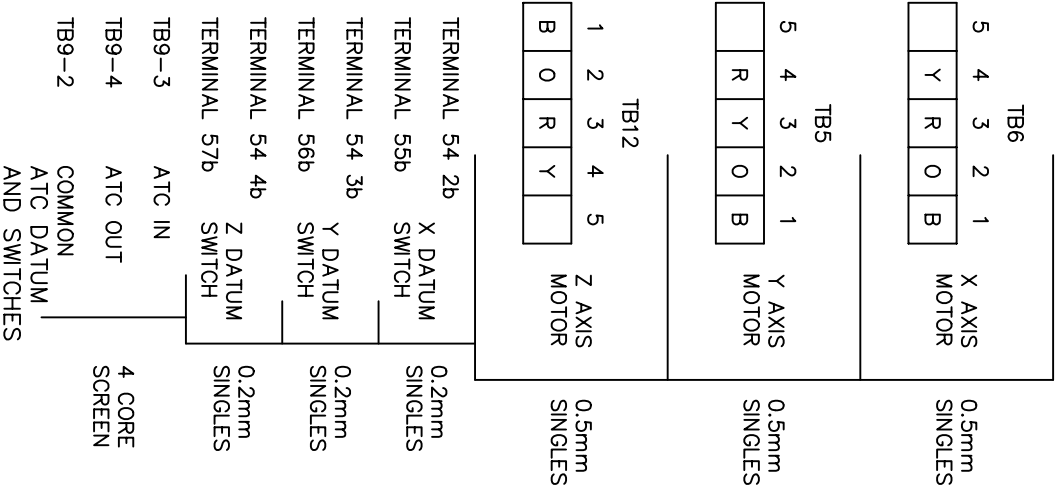 TB6
5 4 3 2 1
Y R O B
X AXIS
MOTOR
0.5mm
SINGLES
TB5
5 4 3 2 1
R Y O B
Y AXIS
MOTOR
0.5mm
SINGLES
TB12
1 2 3 4 5
B O R Y
Z AXIS
MOTOR
0.5mm
SINGLES
TERMINAL 54 2b
TERMINAL 55b
X DATUM
SWITCH
0.2mm
SINGLES
TERMINAL 54 3b
TERMINAL 56b
Y DATUM
SWITCH
0.2mm
SINGLES
TERMINAL 54 4b
TERMINAL 57b
Z DATUM
SWITCH
0.2mm
SINGLES
TB9-3 ATC IN
TB9-4 ATC OUT
TB9-2 COMMON
ATC DATUM
AND SWITCHES
4 CORE
SCREEN